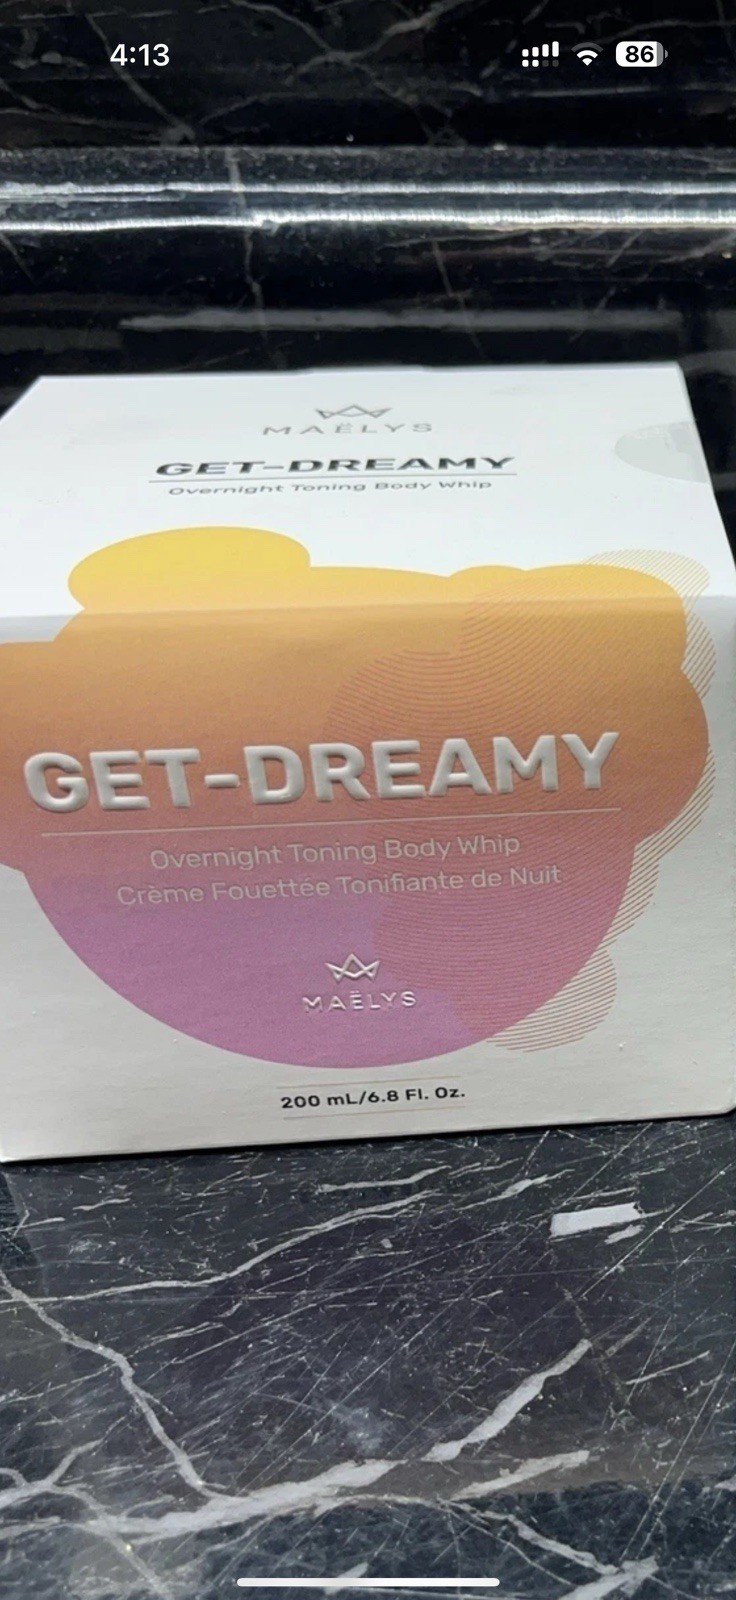 4:13
86
MAËLYS
GET-DREAMY
Overnight Toning Body Whip
GET-DREAMY
Overnight Toning Body Whip
Crème Fouettée Tonifiante de Nuit
MAËLYS
200 mL/6.8 Fl. Oz.